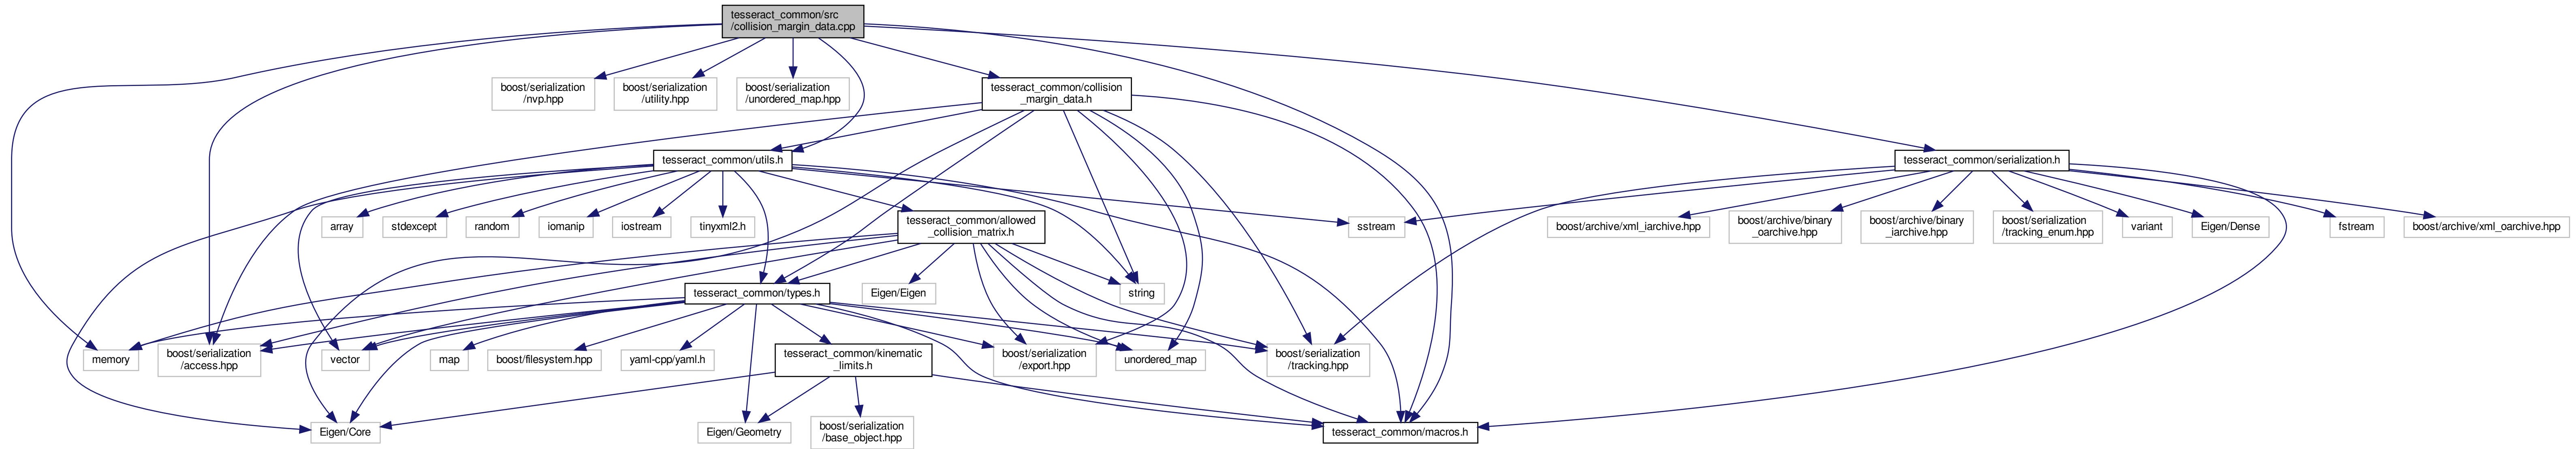 tesseract_common/src
/collision_margin_data.cpp
boost/serialization
/nvp.hpp
boost/serialization
/utility.hpp
boost/serialization
/unordered_map.hpp
tesseract_common/collision
_margin_data.h
tesseract_common/utils.h
tesseract_common/serialization.h
array
stdexcept
random
iomanip
iostream
tinyxml2.h
tesseract_common/allowed
_collision_matrix.h
sstream
boost/archive/xml_iarchive.hpp
boost/archive/binary
_oarchive.hpp
boost/archive/binary
_iarchive.hpp
boost/serialization
/tracking_enum.hpp
variant
Eigen/Dense
fstream
boost/archive/xml_oarchive.hpp
tesseract_common/types.h
Eigen/Eigen
string
memory
boost/serialization
/access.hpp
vector
map
boost/filesystem.hpp
yaml-cpp/yaml.h
tesseract_common/kinematic
_limits.h
boost/serialization
/export.hpp
unordered_map
boost/serialization
/tracking.hpp
Eigen/Core
Eigen/Geometry
boost/serialization
/base_object.hpp
tesseract_common/macros.h